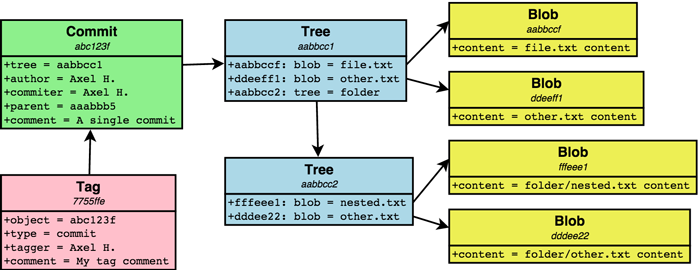 Commit
abc123f
+tree = aabbcc1
+author = Axel H.
+commiter = Axel H.
+parent = aaabbb5
+comment = A single commit
Tag
7755ffe
+object = abc123f
+type = commit
+tagger = Axel H.
+comment = My tag comment
Tree
aabbcc1
+aabbccf: blob = file.txt
+ddeeff1: blob = other.txt
+aabbcc2: tree = folder
Tree
aabbcc2
+fffeee1: blob = nested.txt
+dddee22: blob = other.txt
Blob
aabbccf
+content = file.txt content
Blob
ddeeff1
+content = other.txt content
Blob
fffeee1
+content = folder/nested.txt content
Blob
dddee22
+content = folder/other.txt content